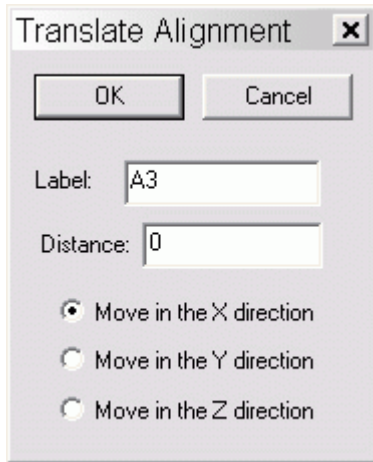 Translate Alignment
OK Cancel
Label: A3
Distance: 0
Move in the X direction
Move in the Y direction
Move in the Z direction